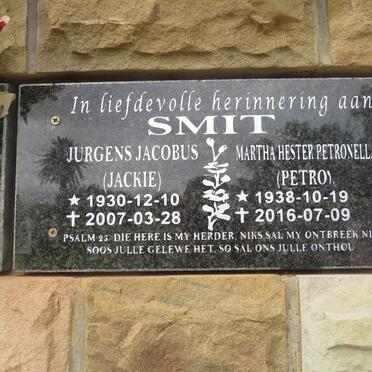 In liefdevolle herinnering aan
SMIT
JURGENS JACOBUS
(JACKIE)
★ 1930-12-10
✝ 2007-03-28
MARTHA HESTER PETRONELLA
(PETRO)
★ 1938-10-19
✝ 2016-07-09
PSALM 23: DIE HERE IS MY HERDER, NIKS SAL MY ONTBREEK NI
SOOS JULLE GELEWE HET, SO SAL ONS JULLE ONTHOU